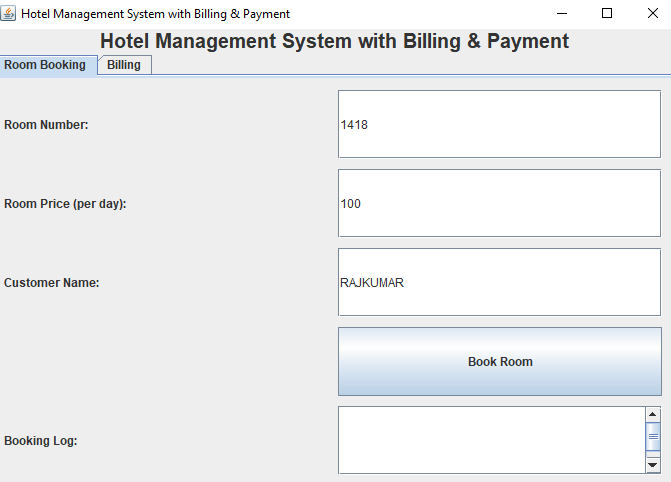 Hotel Management System with Billing & Payment
Hotel Management System with Billing & Payment
Room Booking Billing
Room Number: 1418
Room Price (per day): 100
Customer Name: RAJKUMAR
Book Room
Booking Log: